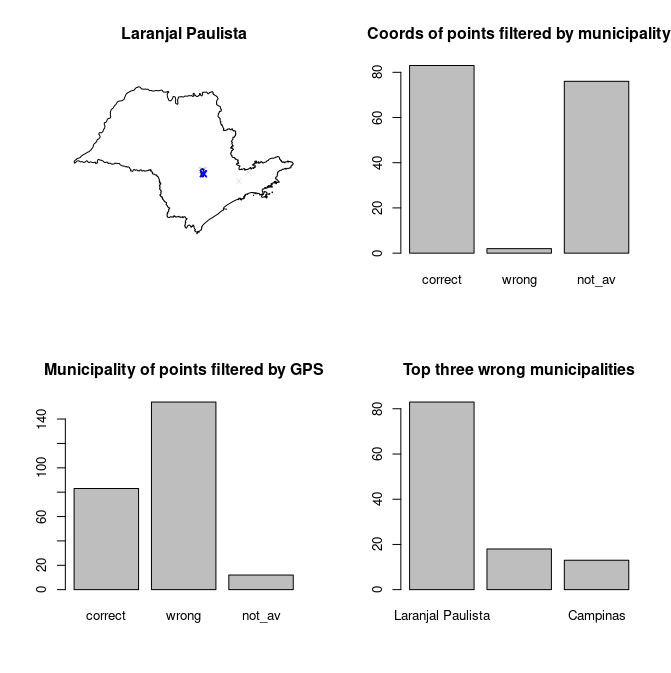 Laranjal Paulista
Coords of points filtered by municipality
80
60
40
20
0
correct wrong not_av
Municipality of points filtered by GPS
140
100
60
20
0
correct wrong not_av
Top three wrong municipalities
80
60
40
20
0
Laranjal Paulista Campinas